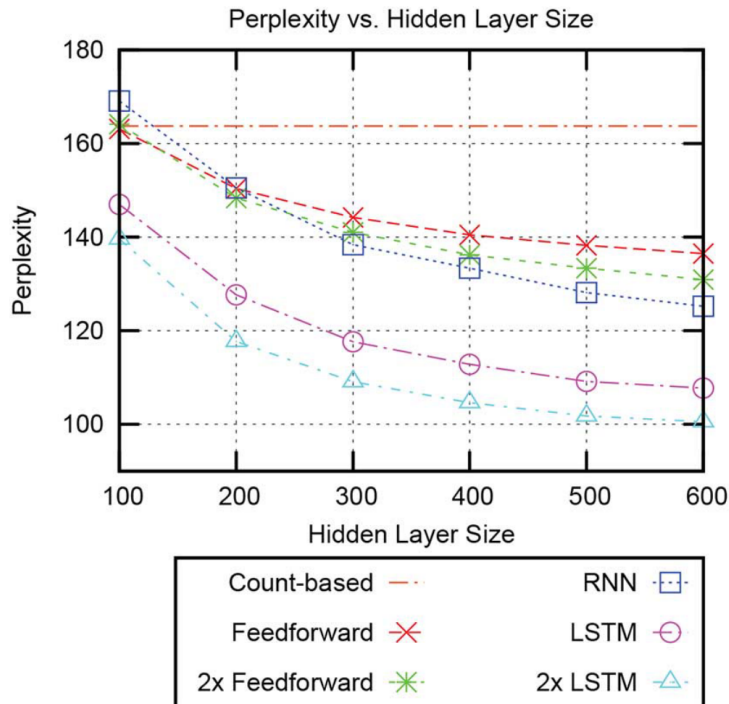 Perplexity vs. Hidden Layer Size
180
160
140
120
100
Perplexity
100 200 300 400 500 600
Hidden Layer Size
Count-based RNN
Feedforward LSTM
2x Feedforward 2x LSTM